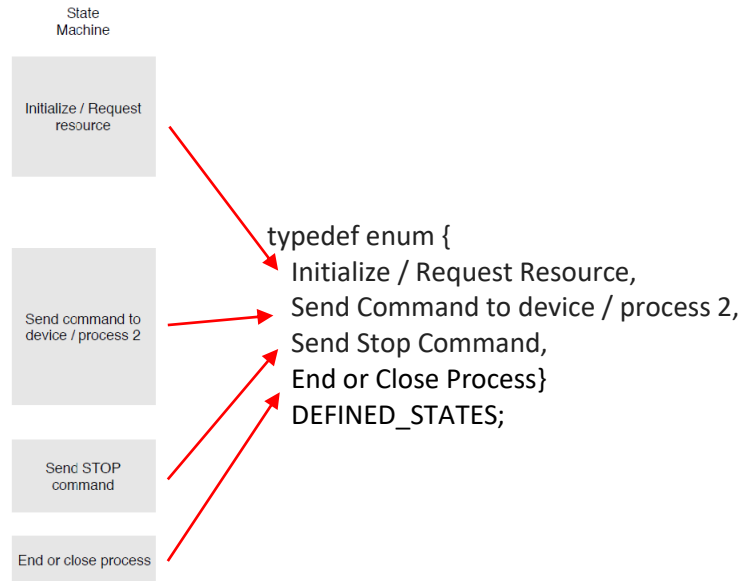 State
Machine
Initialize / Request
resource
Send command to
device / process 2
Send STOP
command
End or close process
typedef enum {
Initialize / Request Resource,
Send Command to device / process 2,
Send Stop Command,
End or Close Process}
DEFINED_STATES;